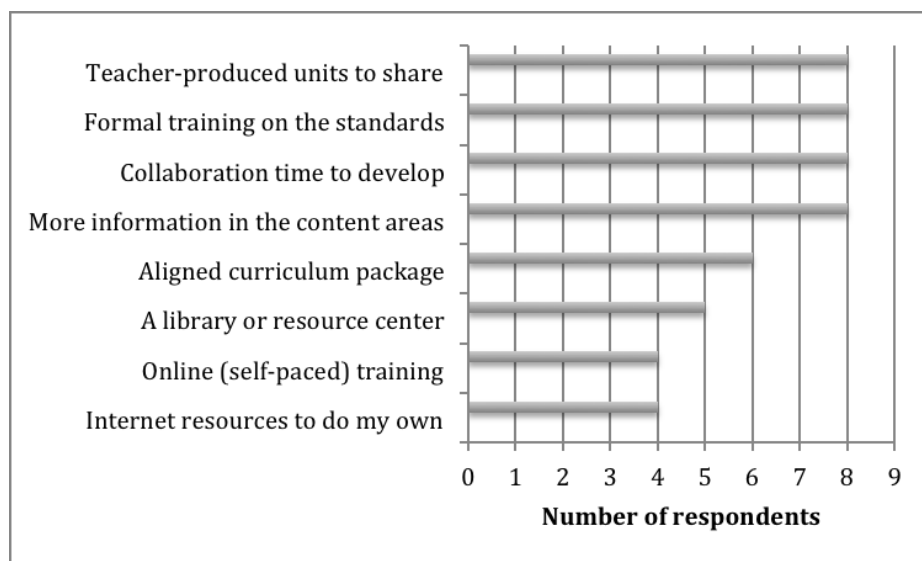 Teacher-produced units to share
Formal training on the standards
Collaboration time to develop
More information in the content areas
Aligned curriculum package
A library or resource center
Online (self-paced) training
Internet resources to do my own
0 1 2 3 4 5 6 7 8 9
Number of respondents